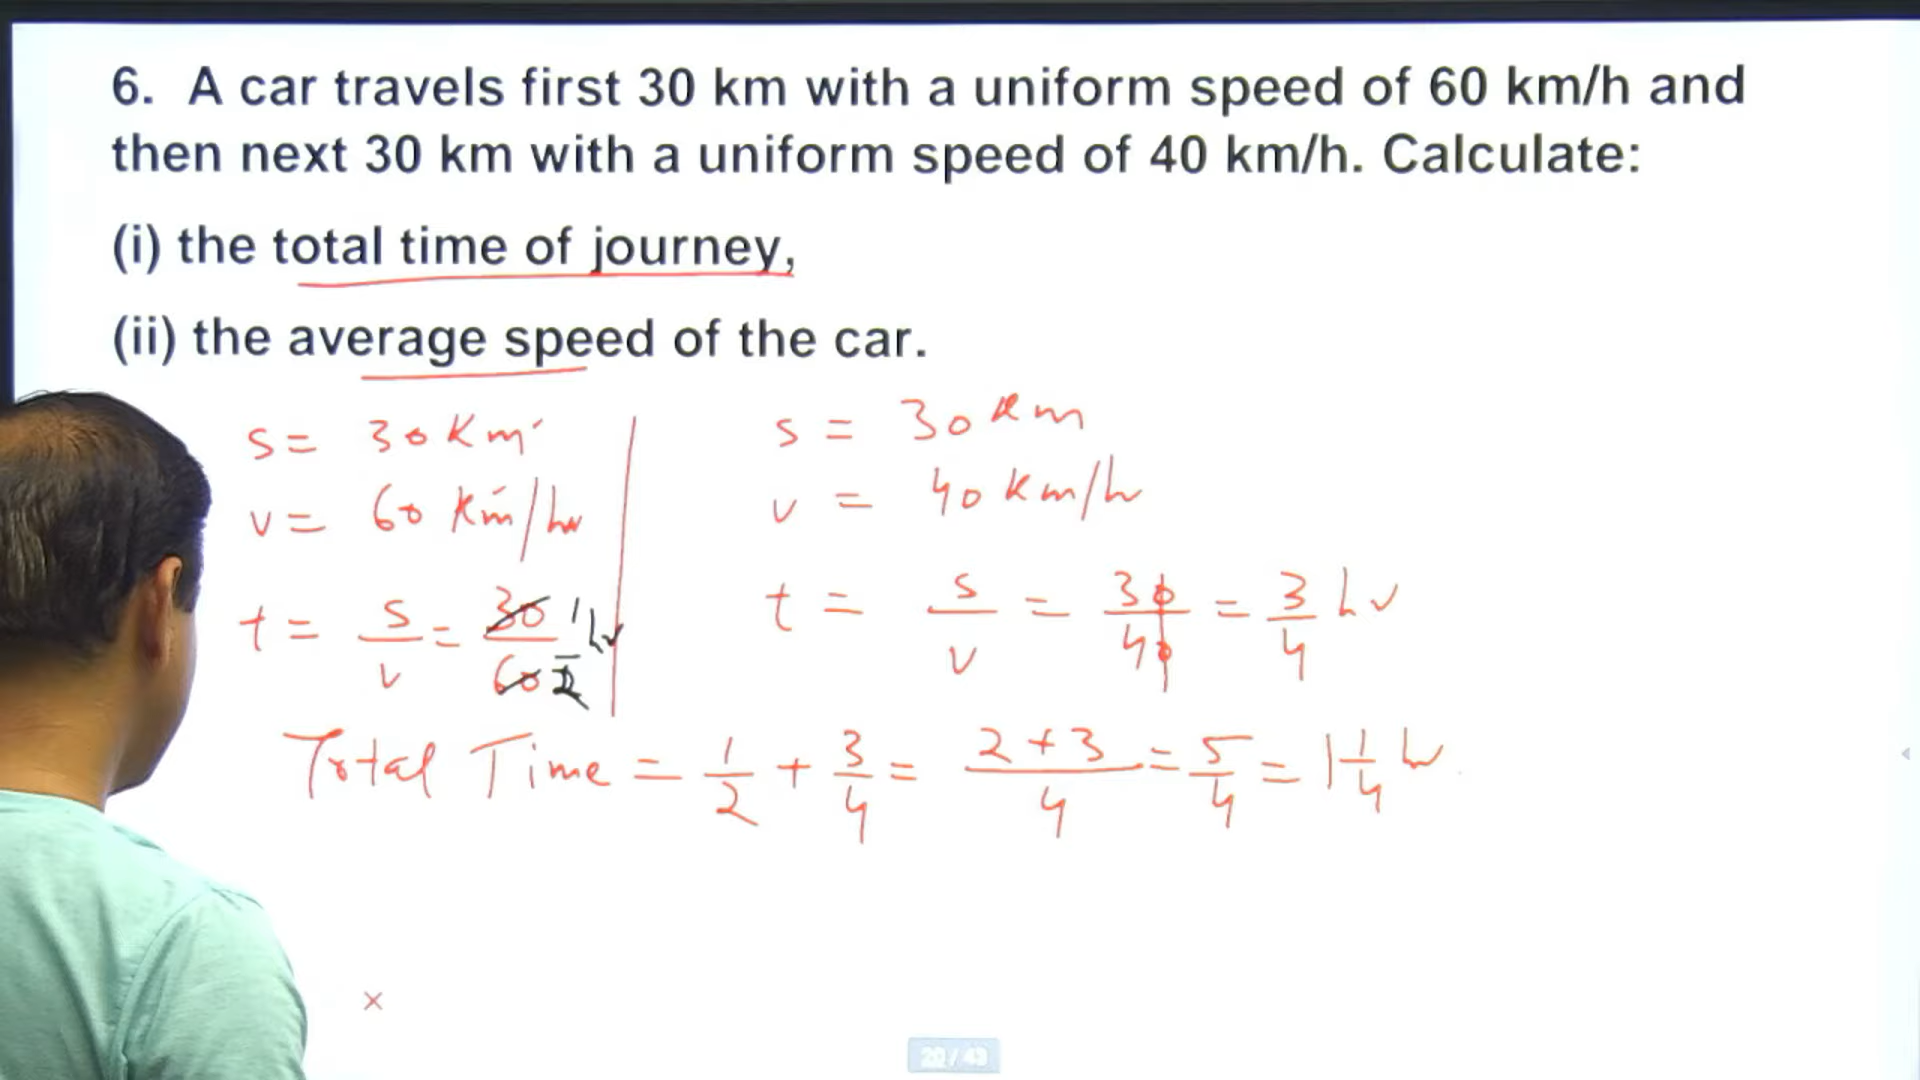 6. A car travels first 30 km with a uniform speed of 60 km/h and
then next 30 km with a uniform speed of 40 km/h. Calculate:
(i) the total time of journey,
(ii) the average speed of the car.
s = 30 Km
v = 60 Km/hr
t = s/v = 30/60 1/2 hr
s = 30 km
v = 40 km/h
t = s/v = 30/40 = 3/4 hr
Total Time = 1/2 + 3/4 = 2+3/4 = 5/4 = 1 1/4 hr
20 / 43